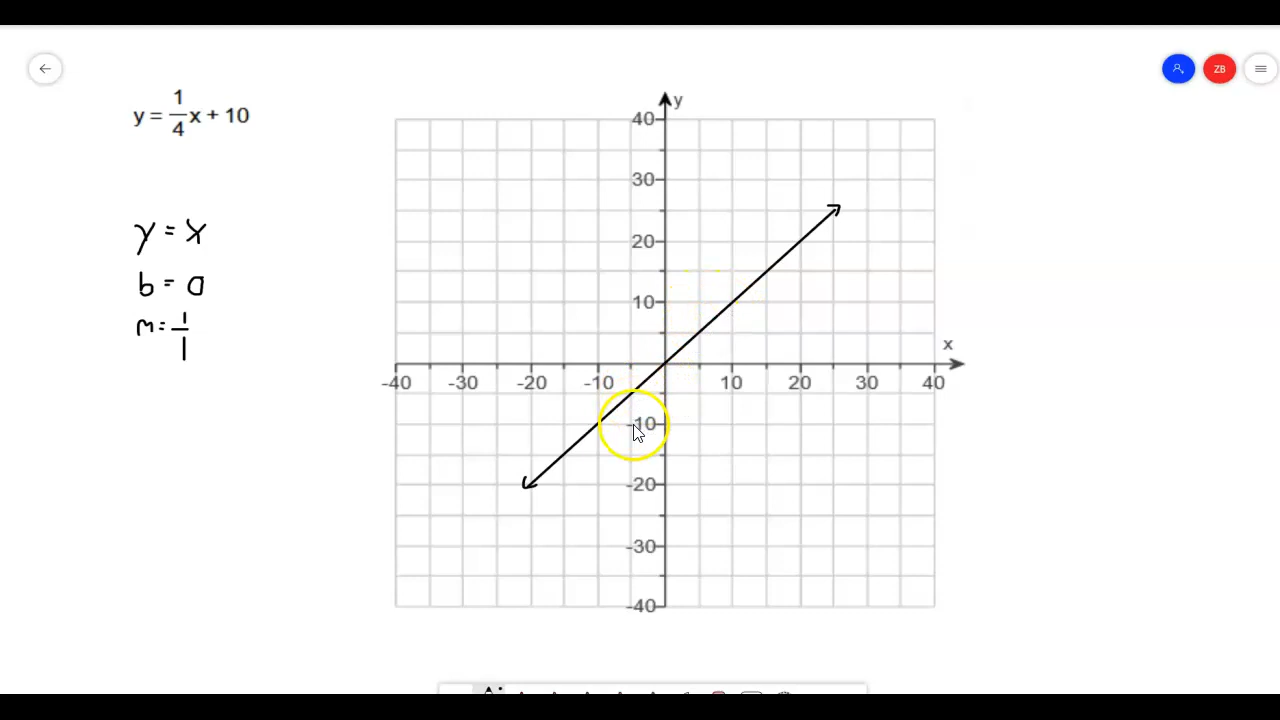 ZB
y = 1/4 x + 10
y = x
b = 0
m = 1/1
y
40
30
20
10
x
-40 -30 -20 -10 10 20 30 40
-10
-20
-30
-40